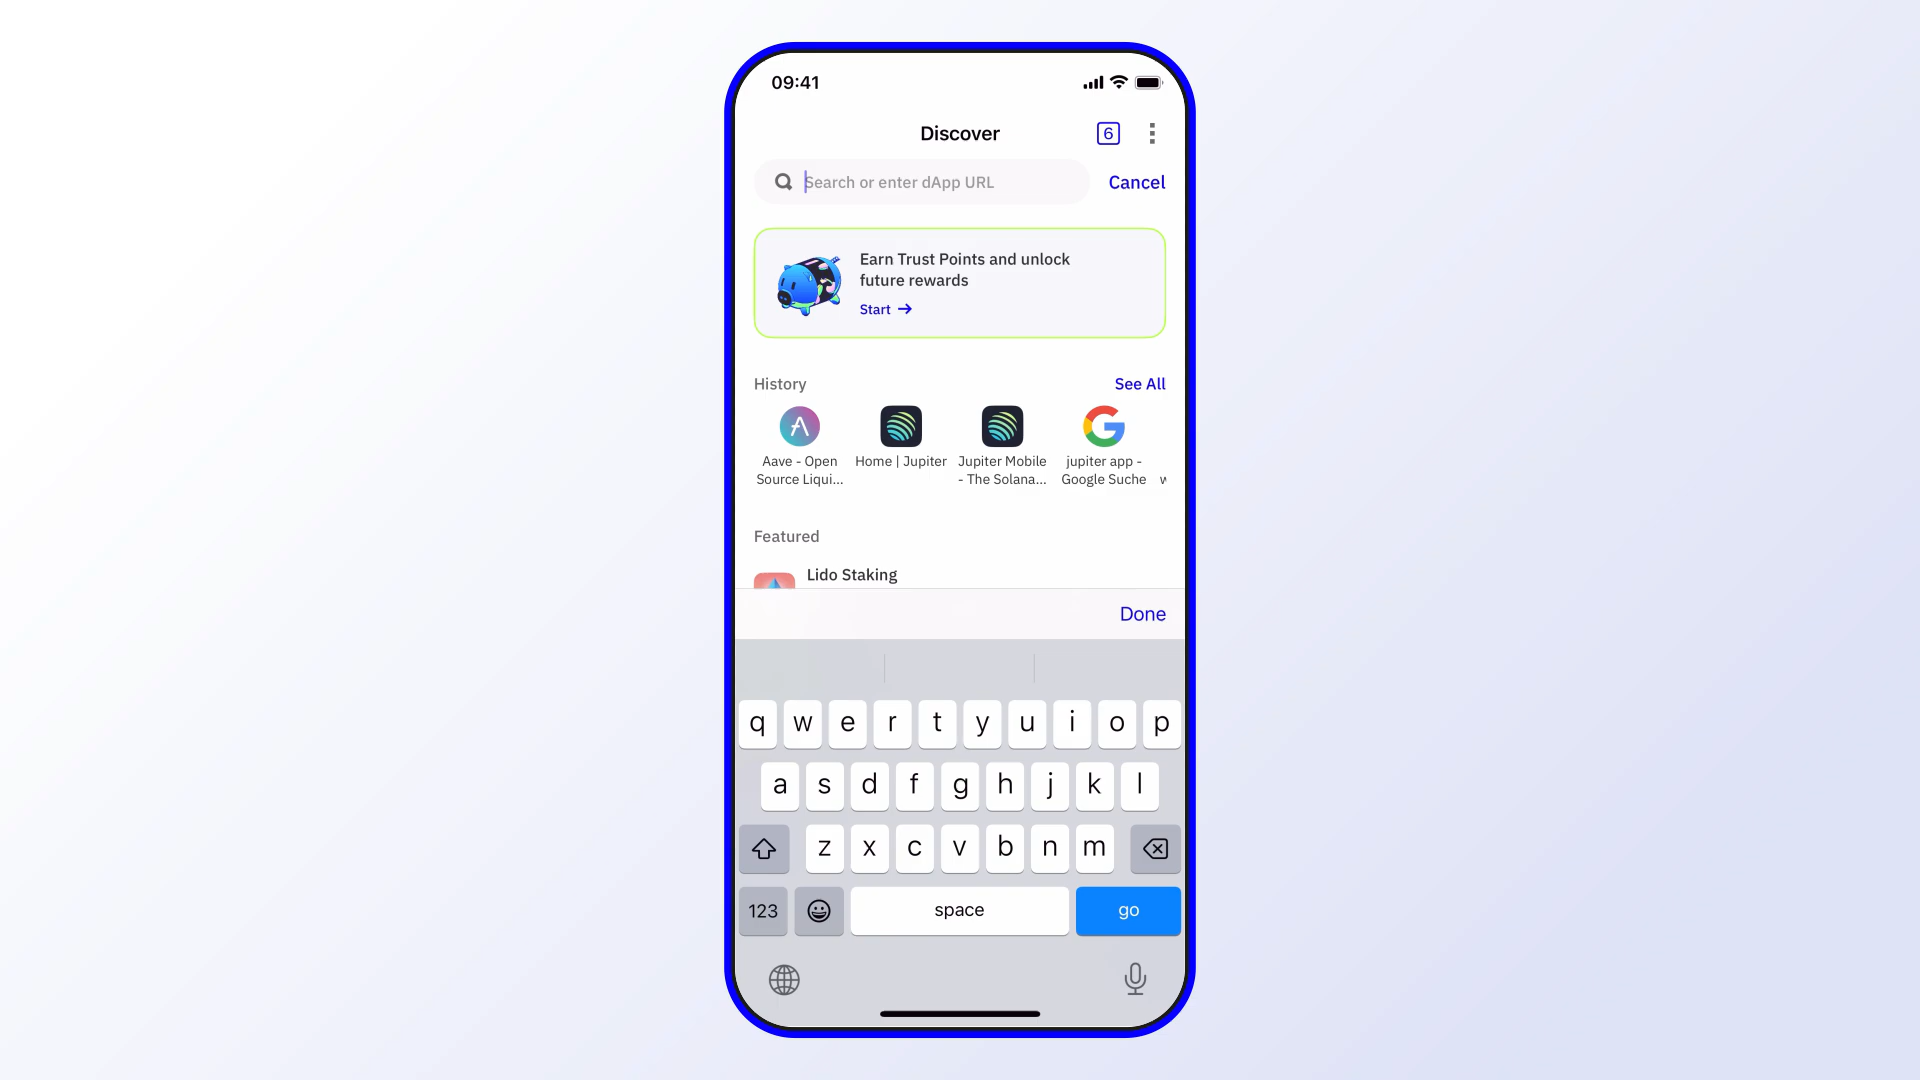 09:41
Discover
6
Search or enter dApp URL
Cancel
Earn Trust Points and unlock
future rewards
Start →
History
See All
Aave - Open
Source Liqui...
Home | Jupiter
Jupiter Mobile
- The Solana...
jupiter app -
Google Suche
Featured
Lido Staking
Done
q w e r t y u i o p
a s d f g h j k l
z x c v b n m
123
space
go